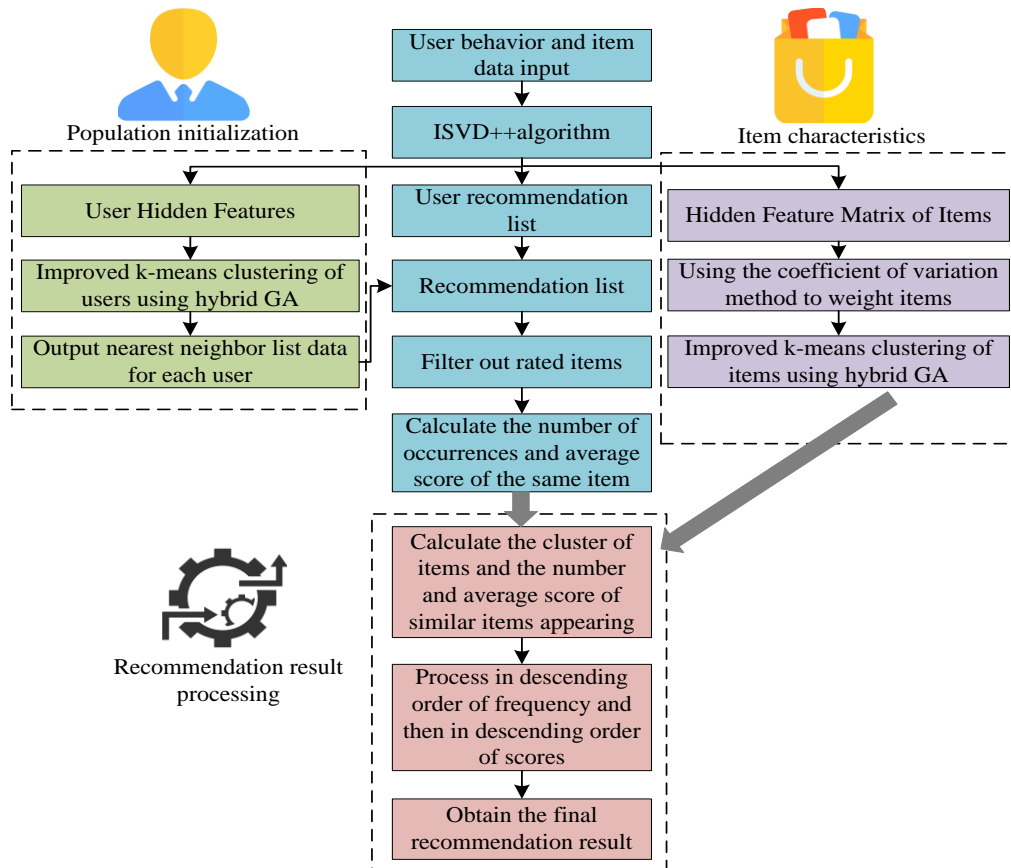 User behavior and item
data input
Population initialization
ISVD++algorithm
Item characteristics
User Hidden Features
User recommendation
list
Hidden Feature Matrix of Items
Improved k-means clustering of
users using hybrid GA
Recommendation list
Using the coefficient of variation
method to weight items
Output nearest neighbor list data
for each user
Filter out rated items
Improved k-means clustering of
items using hybrid GA
Calculate the number of
occurrences and average
score of the same item
Calculate the cluster of
items and the number
and average score of
similar items appearing
Recommendation result
processing
Process in descending
order of frequency and
then in descending order
of scores
Obtain the final
recommendation result